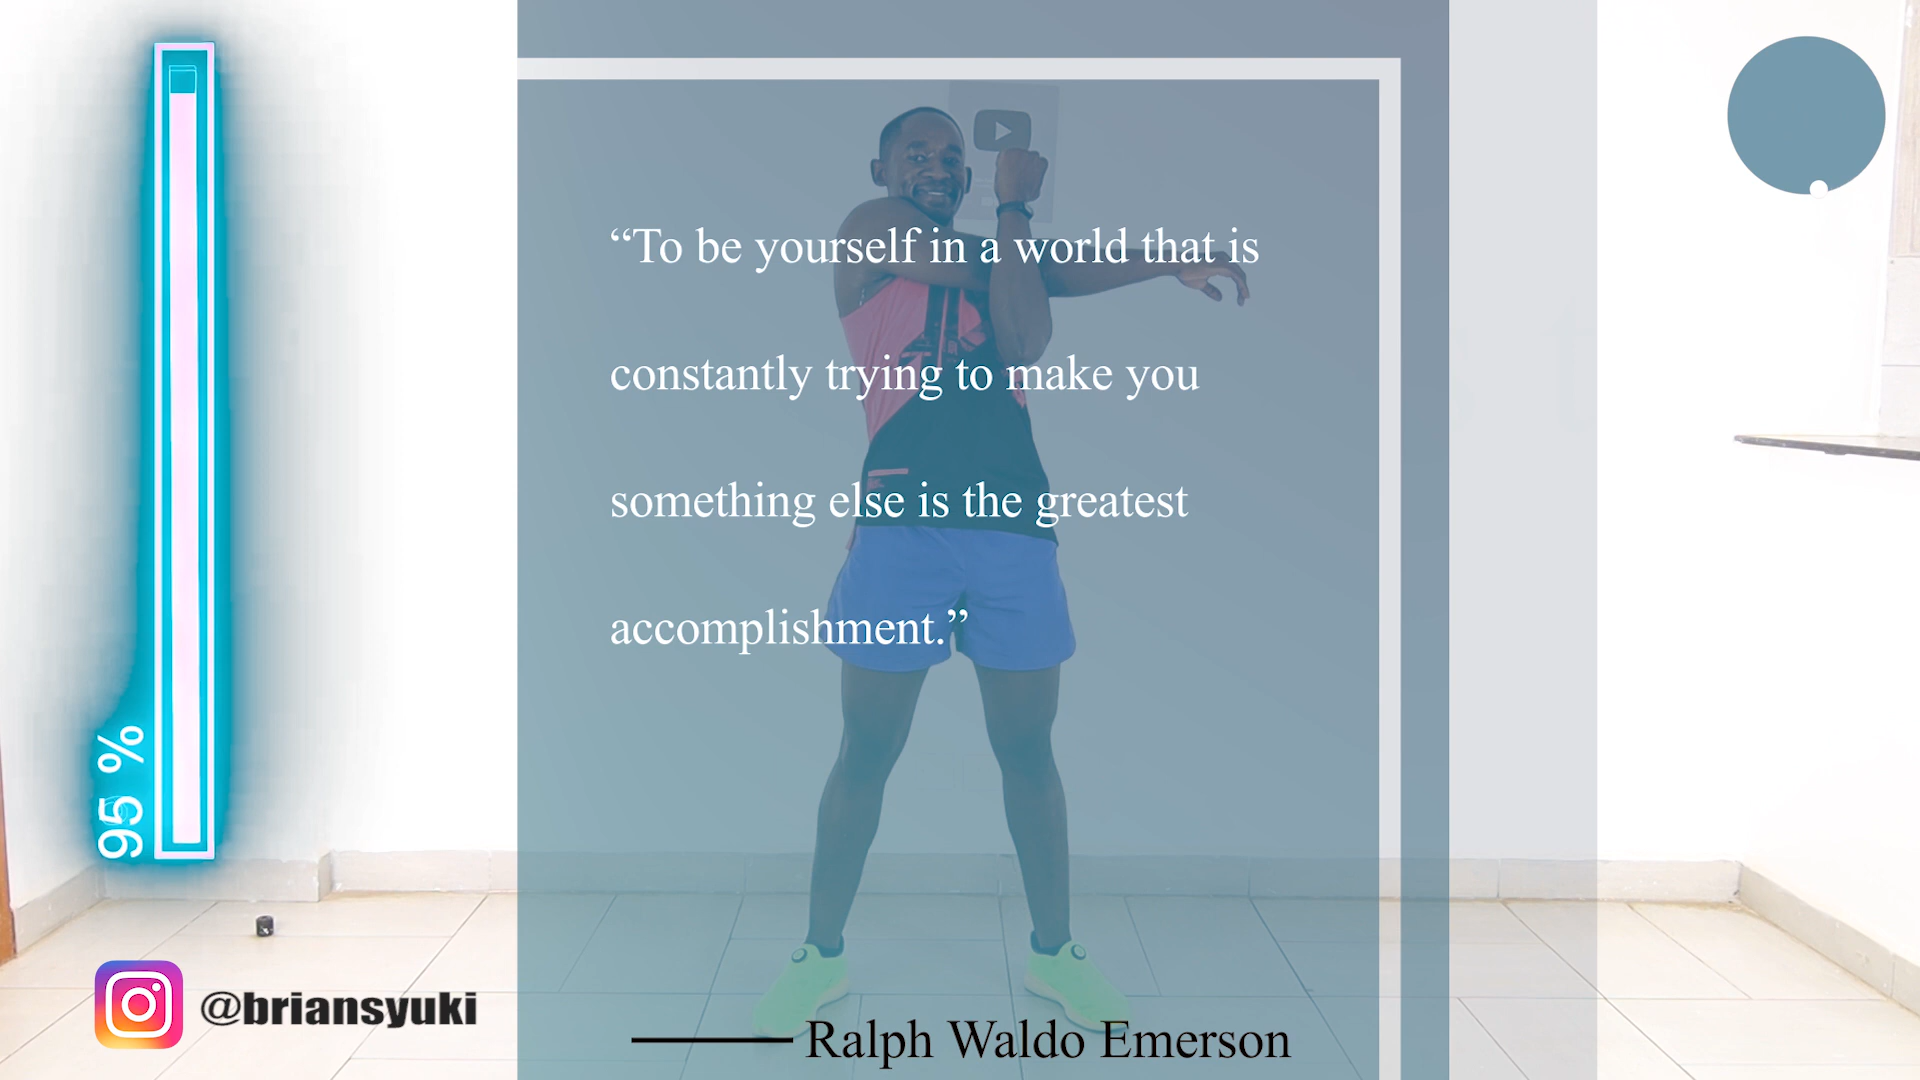 “To be yourself in a world that is
constantly trying to make you
something else is the greatest
accomplishment.”
Ralph Waldo Emerson
95 %
@briansyuki